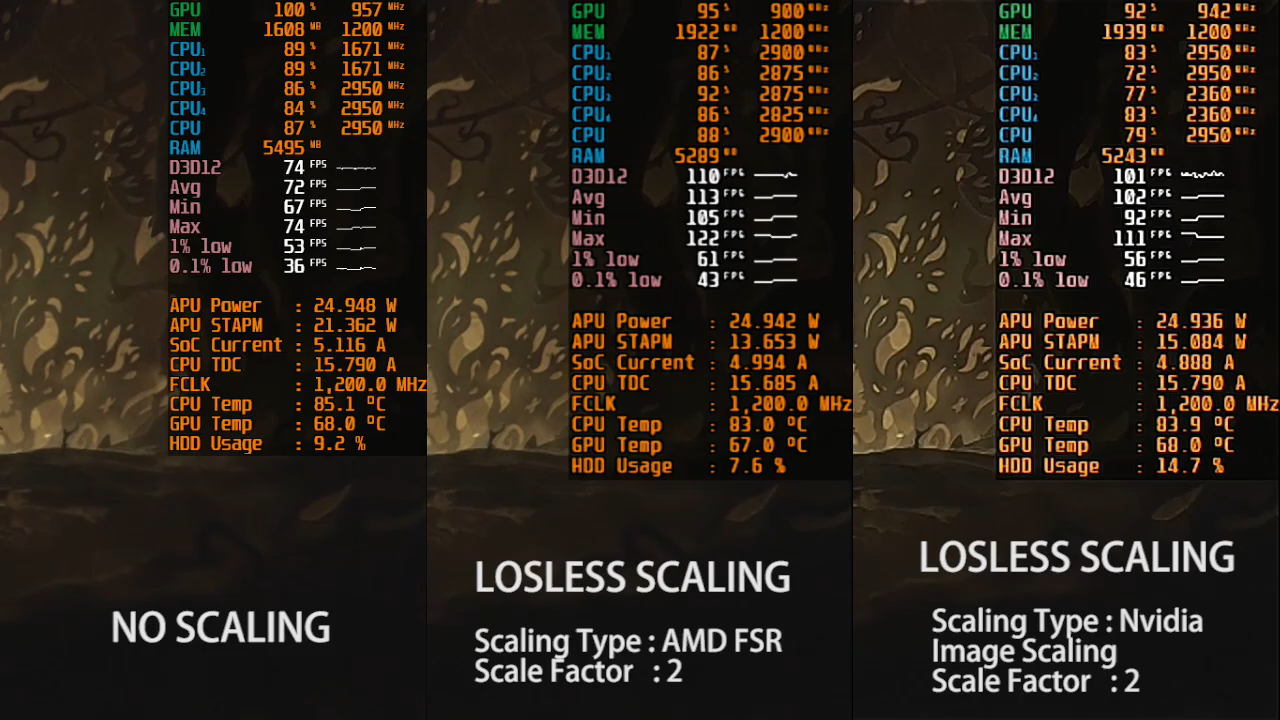 GPU 100 % 957 MHz
MEM 1608 MB 1200 MHz
CPU1 89 % 1671 MHz
CPU2 89 % 1671 MHz
CPU3 86 % 2950 MHz
CPU4 84 % 2950 MHz
CPU 87 % 2950 MHz
RAM 5495 MB
D3D12 74 FPS
Avg 72 FPS
Min 67 FPS
Max 74 FPS
1% low 53 FPS
0.1% low 36 FPS
APU Power : 24.948 W
APU STAPM : 21.362 W
SoC Current : 5.116 A
CPU TDC : 15.790 A
FCLK : 1,200.0 MHz
CPU Temp : 85.1 ºC
GPU Temp : 68.0 ºC
HDD Usage : 9.2 %
NO SCALING
GPU 95 % 900 MHz
MEM 1922 MB 1200 MHz
CPU1 87 % 2900 MHz
CPU2 86 % 2875 MHz
CPU 92 % 2875 MHz
CPU4 86 % 2825 MHz
CPU 88 % 2900 MHz
RAM 5289 MB
D3D12 110 FPS
Avg 113 FPS
Min 105 FPS
Max 122 FPS
1% low 61 FPS
0.1% low 43 FPS
APU Power : 24.942 W
APU STAPM : 13.653 W
SoC Current : 4.994 A
CPU TDC : 15.685 A
FCLK : 1,200.0 MHz
CPU Temp : 83.0 ºC
GPU Temp : 67.0 ºC
HDD Usage : 7.6 %
LOSLESS SCALING
Scaling Type : AMD FSR
Scale Factor : 2
GPU 92 % 942 MHz
MEM 1939 MB 1200 MHz
CPU1 83 % 2950 MHz
CPU2 72 % 2950 MHz
CPU 77 % 2360 MHz
CPU4 83 % 2360 MHz
CPU 79 % 2950 MHz
RAM 5243 MB
D3D12 101 FPS
Avg 102 FPS
Min 92 FPS
Max 111 FPS
1% low 56 FPS
0.1% low 46 FPS
APU Power : 24.936 W
APU STAPM : 15.084 W
SoC Current : 4.888 A
CPU TDC : 15.790 A
FCLK : 1,200.0 MHz
CPU Temp : 83.9 ºC
GPU Temp : 68.0 ºC
HDD Usage : 14.7 %
LOSLESS SCALING
Scaling Type : Nvidia
Image Scaling
Scale Factor : 2